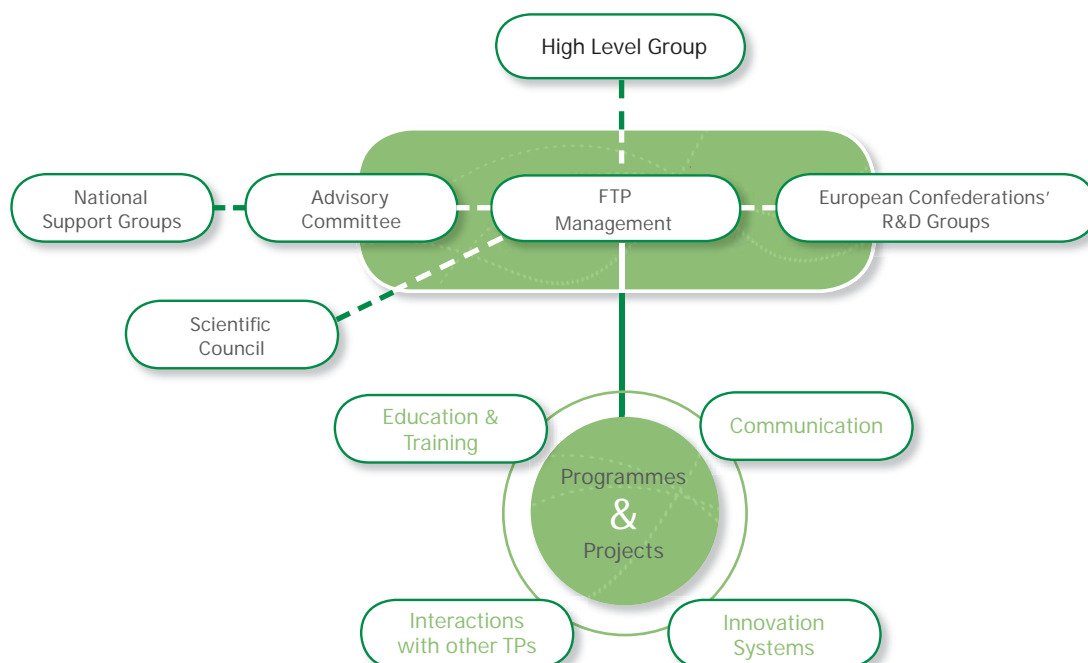 High Level Group
National
Support Groups
Advisory
Committee
FTP
Management
European Confederations’
R&D Groups
Scientific
Council
Education &
Training
Communication
Programmes
&
Projects
Interactions
with other TPs
Innovation
Systems